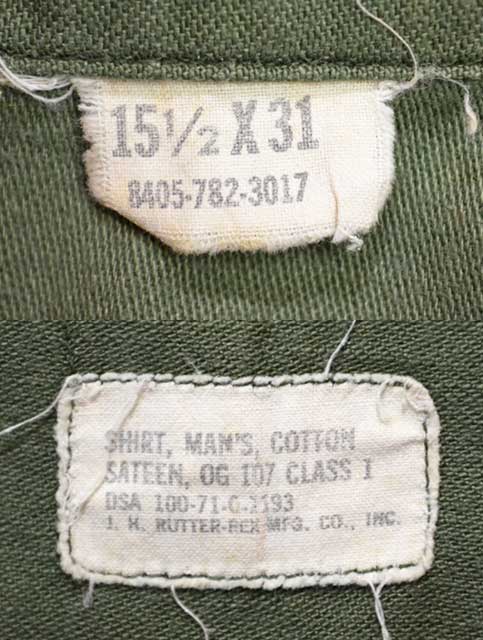 15½ X 31
8405-782-3017
SHIRT, MAN'S, COTTON
SATEEN, OG 107 CLASS 1
DSA 100-71-C-
J. H. RUTTER-REX MFG. CO., INC.